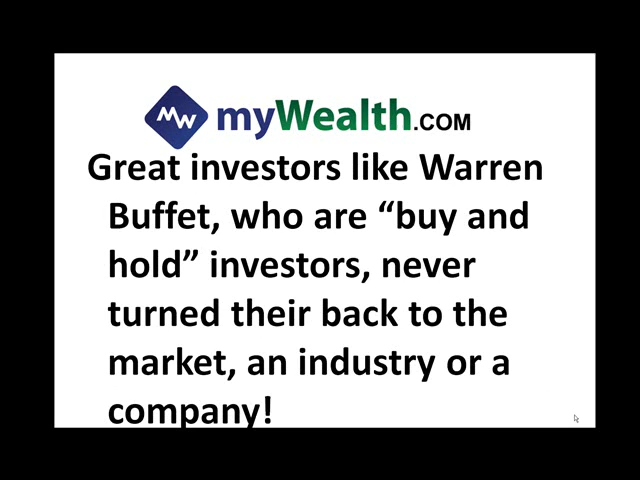 MW myWealth.COM
Great investors like Warren
Buffet, who are “buy and
hold” investors, never
turned their back to the
market, an industry or a
company!